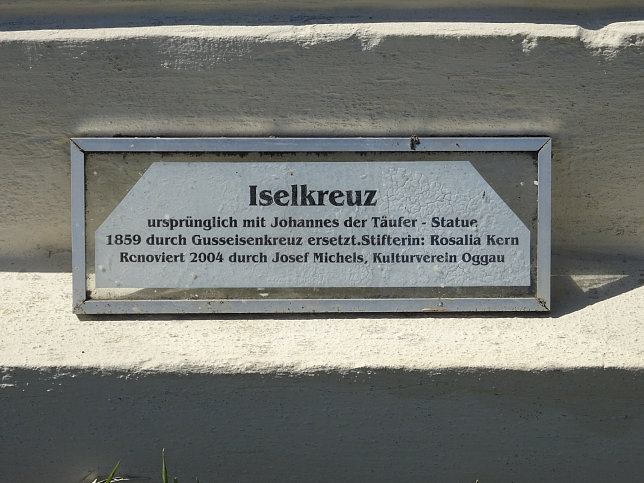 Iselkreuz
ursprünglich mit Johannes der Täufer - Statue
1859 durch Gusseisenkreuz ersetzt.Stifterin: Rosalia Kern
Renoviert 2004 durch Josef Michels, Kulturverein Oggau